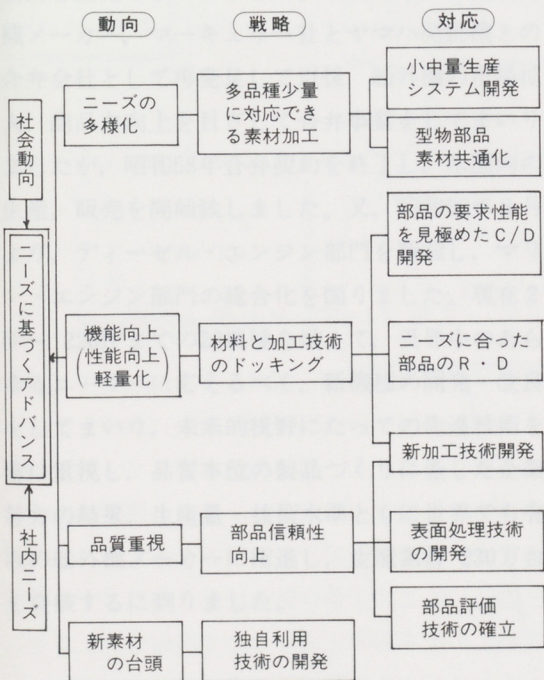 動向
戦略
対応
社会動向
ニーズに基づくアドバンス
社内ニーズ
ニーズの
多様化
多品種少量
に対応でき
る素材加工
小中量生産
システム開発
型物部品
素材共通化
部品の要求性能
を見極めたC/D
開発
機能向上
(性能向上)
軽量化
材料と加工技術
のドッキング
ニーズに合った
部品のR・D
新加工技術開発
品質重視
部品信頼性
向上
表面処理技術
の開発
部品評価
技術の確立
新素材
の台頭
独自利用
技術の開発